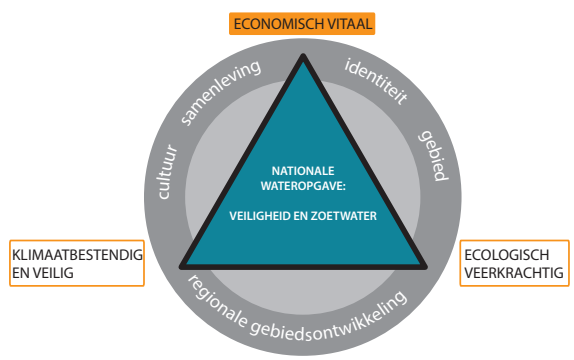 ECONOMISCH VITAAL
cultuur
samenleving
identiteit
gebied
NATIONALE
WATEROPGAVE:
VEILIGHEID EN ZOETWATER
KLIMAATBESTENDIG
EN VEILIG
ECOLOGISCH
VEERKRACHTIG
regionale gebiedsontwikkeling